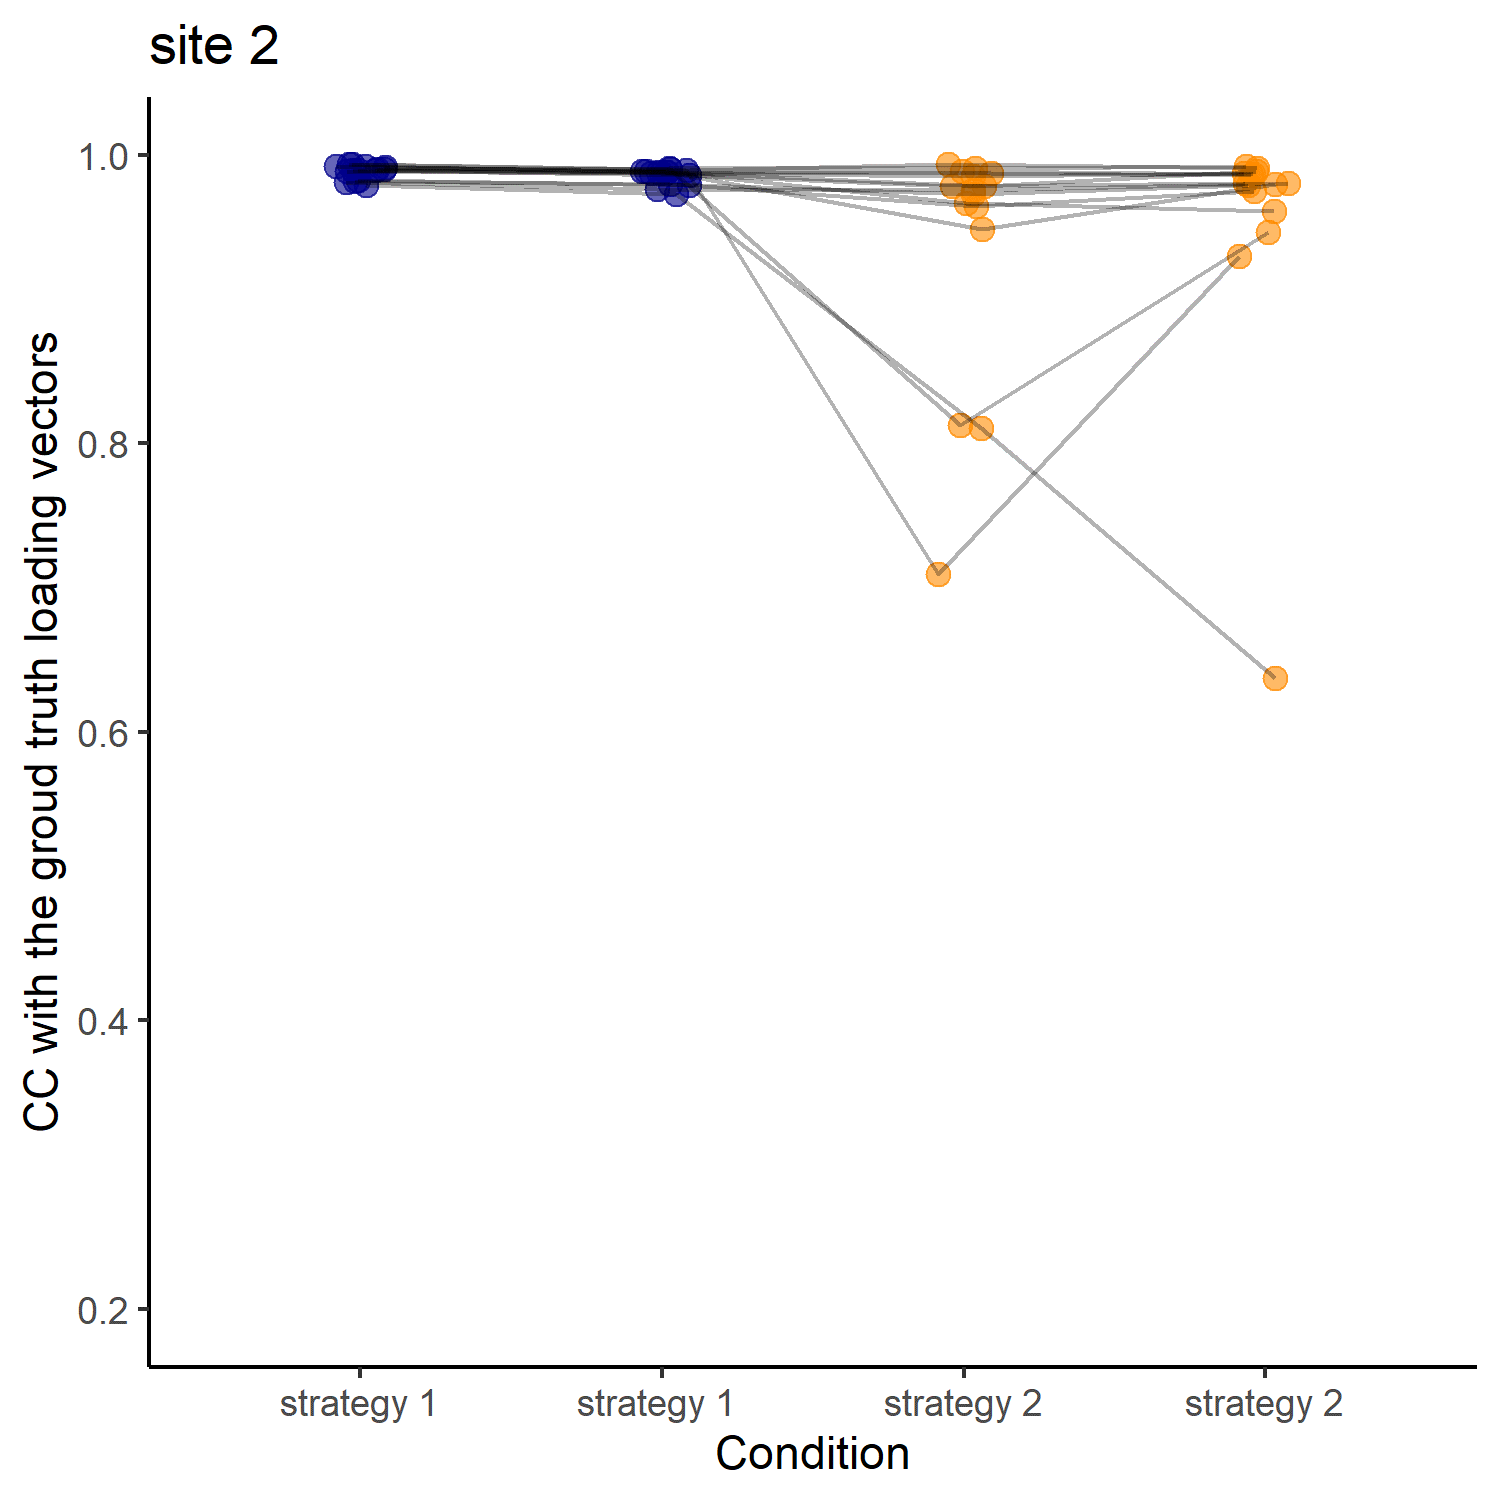 site 2
CC with the groud truth loading vectors
1.0
0.8
0.6
0.4
0.2
strategy 1
strategy 1
strategy 2
strategy 2
Condition